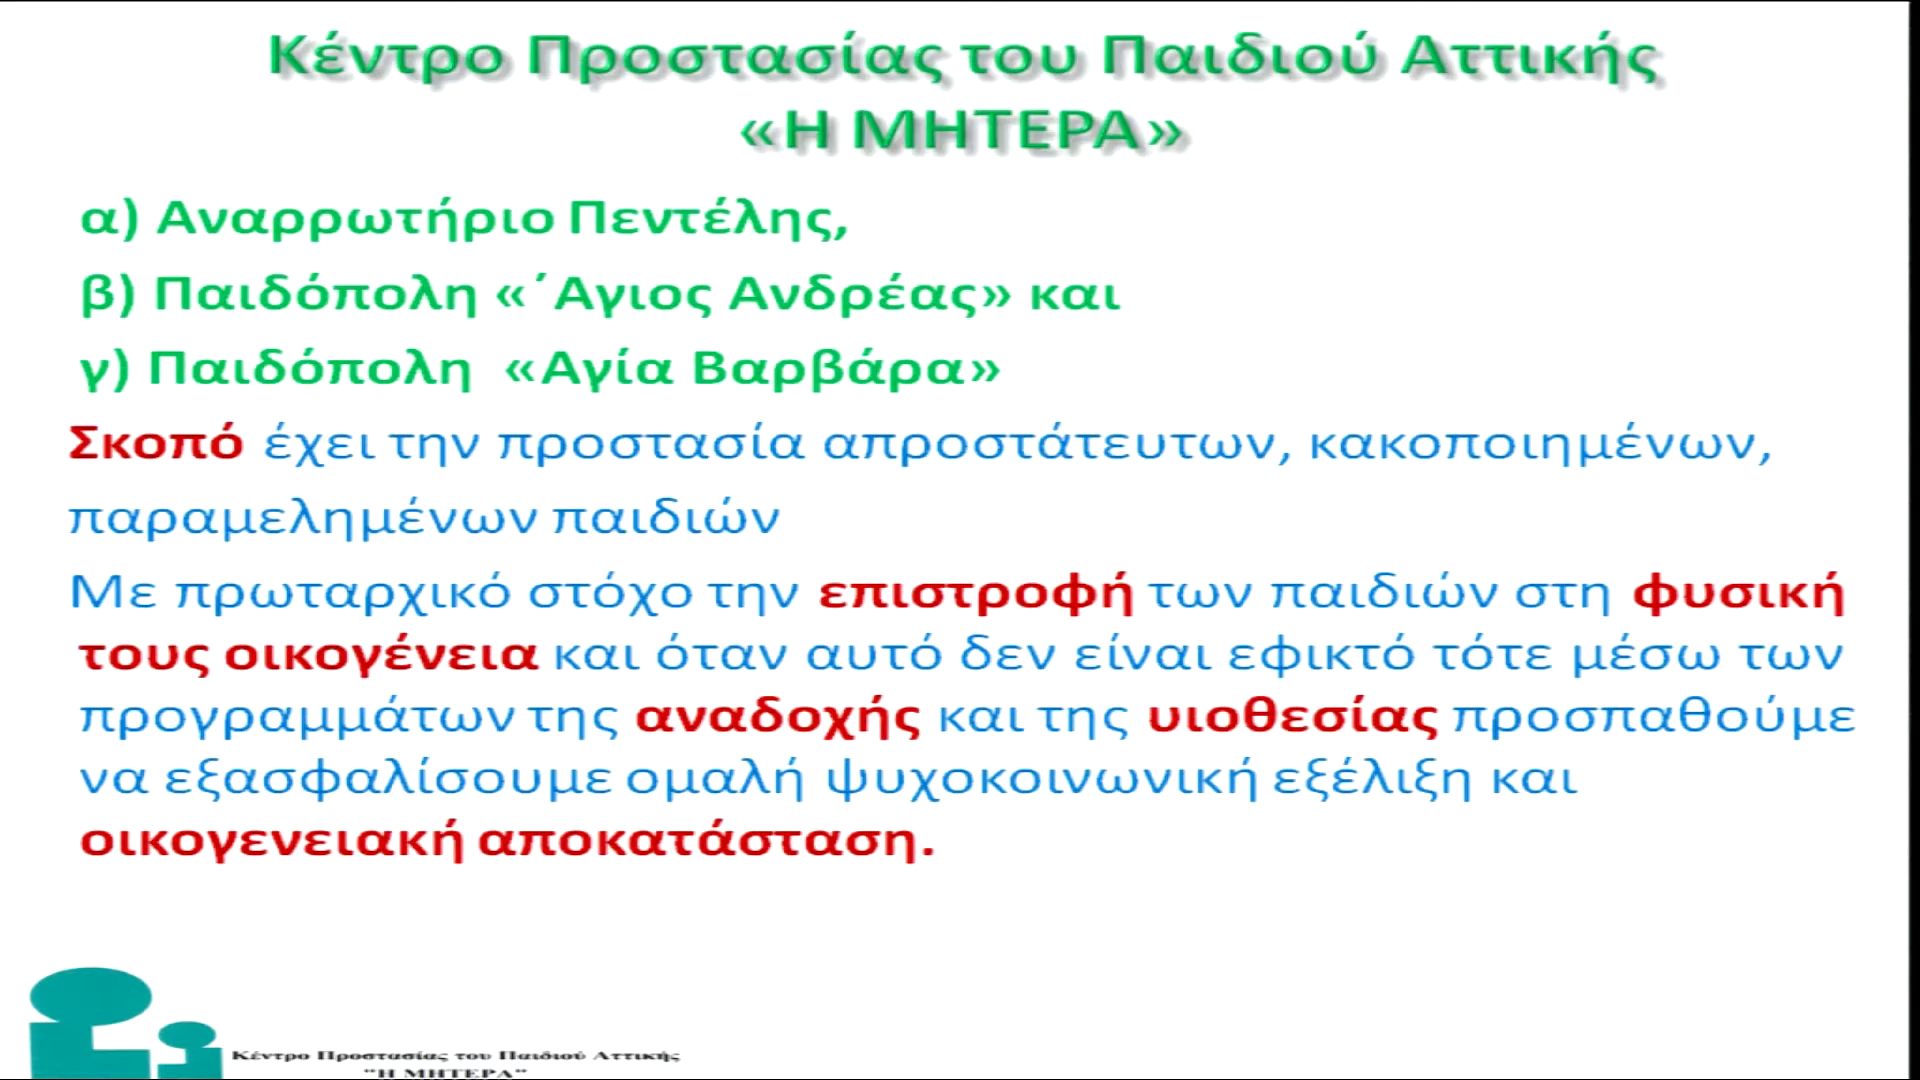 Κέντρο Προστασίας του Παιδιού Αττικής
«Η ΜΗΤΕΡΑ»
α) Αναρρωτήριο Πεντέλης,
β) Παιδόπολη «΄Αγιος Ανδρέας» και
γ) Παιδόπολη «Αγία Βαρβάρα»
Σκοπό έχει την προστασία απροστάτευτων, κακοποιημένων,
παραμελημένων παιδιών
Με πρωταρχικό στόχο την επιστροφή των παιδιών στη φυσική
τους οικογένεια και όταν αυτό δεν είναι εφικτό τότε μέσω των
προγραμμάτων της αναδοχής και της υιοθεσίας προσπαθούμε
να εξασφαλίσουμε ομαλή ψυχοκοινωνική εξέλιξη και
οικογενειακή αποκατάσταση.
Κέντρο Προστασίας του Παιδιού Αττικής
"Η ΜΗΤΕΡΑ"